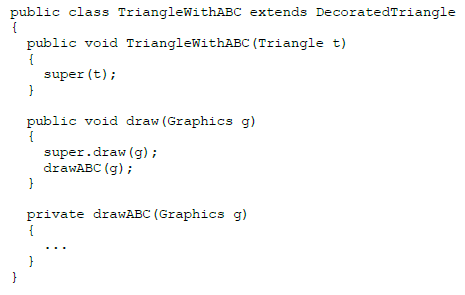 public class TriangleWithABC extends DecoratedTriangle
{
  public void TriangleWithABC(Triangle t)
  {
    super(t);
  }

  public void draw(Graphics g)
  {
    super.draw(g);
    drawABC(g);
  }

  private drawABC(Graphics g)
  {
    ...
  }
}